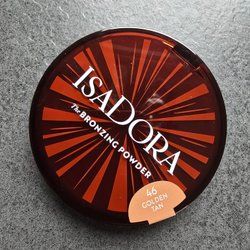 ISADORA
The BRONZING POWDER
46
GOLDEN
TAN